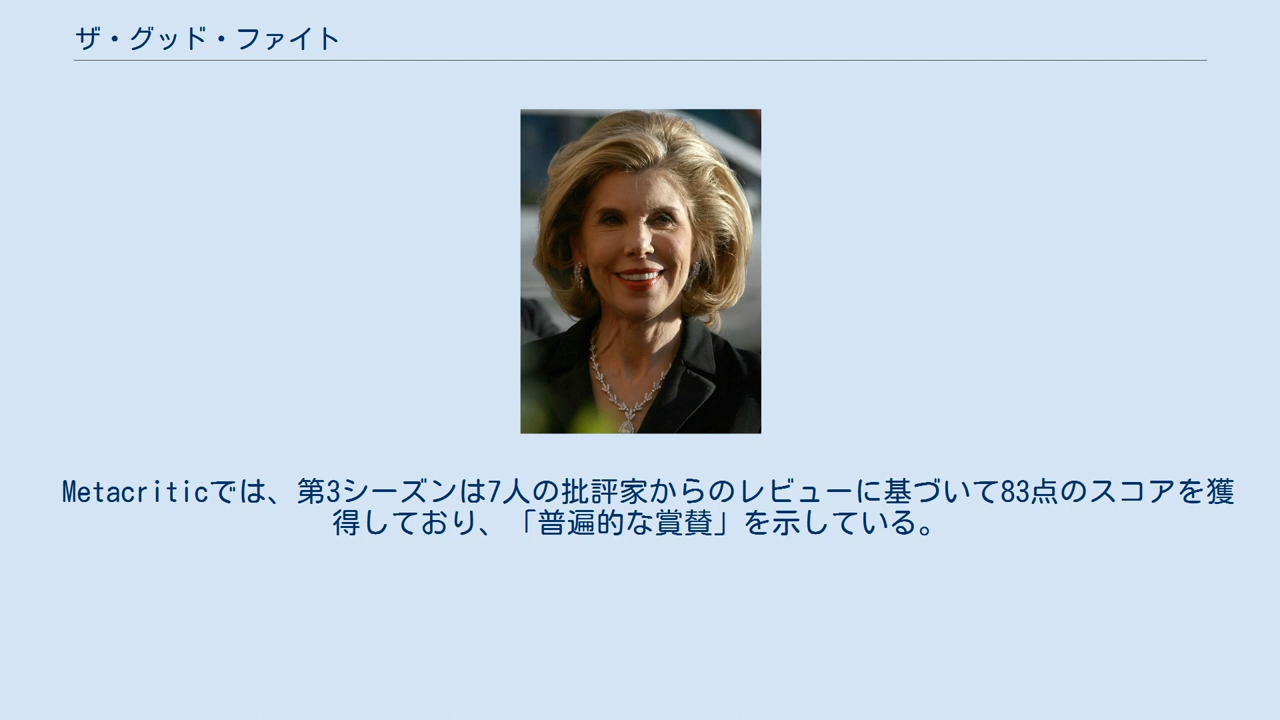 ザ・グッド・ファイト
Metacriticでは、第3シーズンは7人の批評家からのレビューに基づいて83点のスコアを獲
得しており、「普遍的な賞賛」を示している。